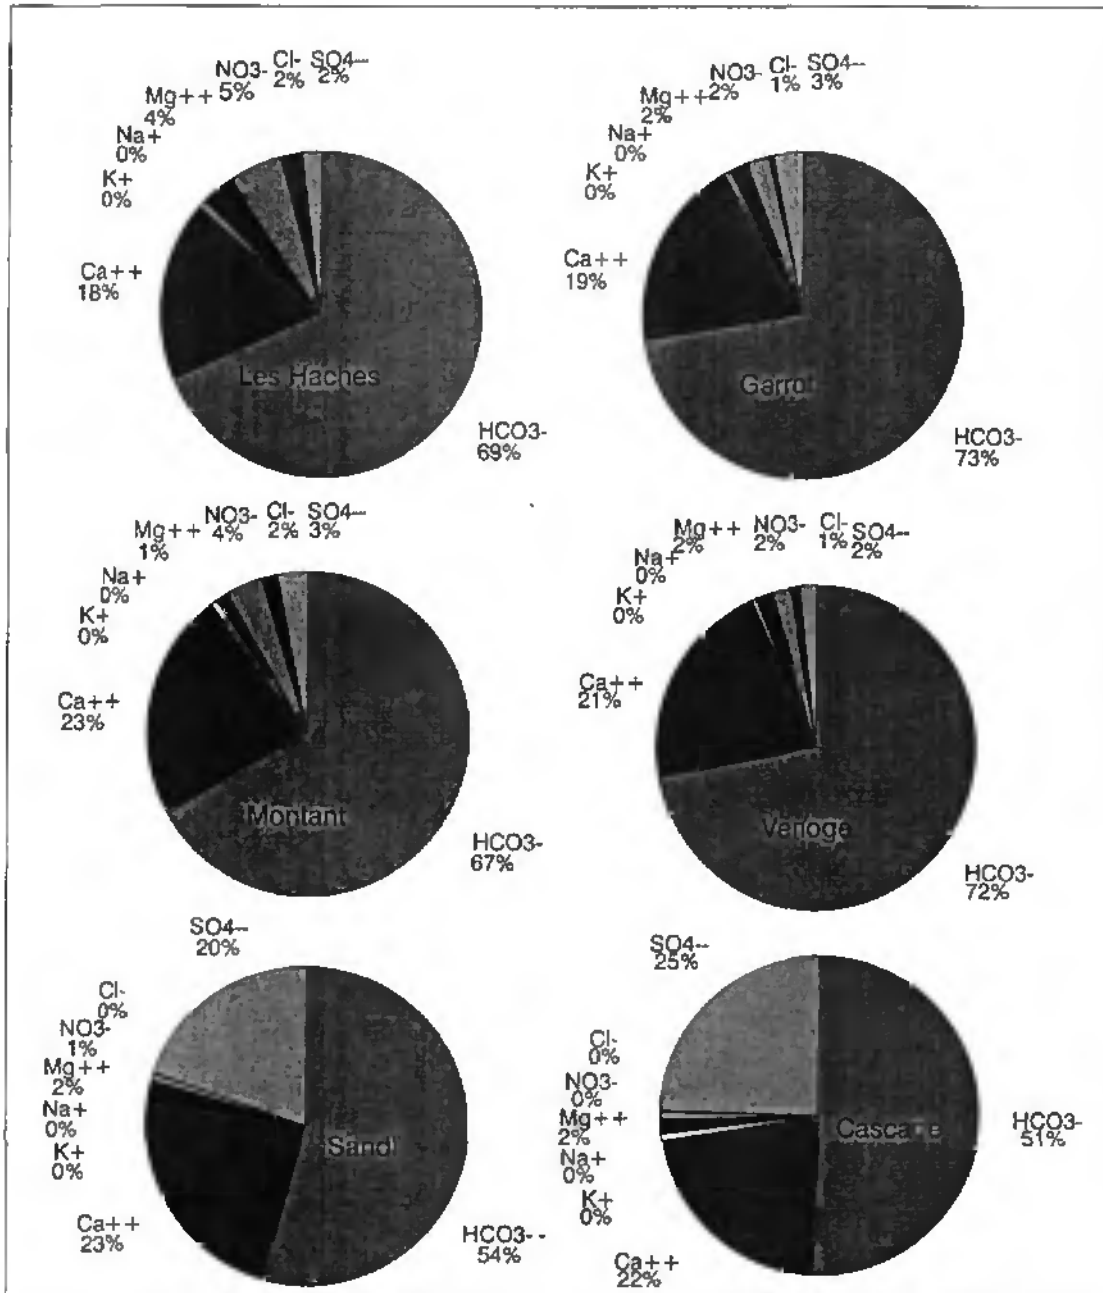 NO3-
5%
Cl-
2%
SO4--
2%
Mg++
4%
Na+
0%
K+
0%
Ca++
18%
Les Haches
HCO3-
69%
NO3-
2%
Cl-
1%
SO4--
3%
Mg++
2%
Na+
0%
K+
0%
Ca++
19%
Garrot
HCO3-
73%
NO3-
4%
Cl-
2%
SO4--
3%
Mg++
1%
Na+
0%
K+
0%
Ca++
23%
Montant
HCO3-
67%
Mg++
2%
NO3-
2%
Cl-
1%
SO4--
2%
Na+
0%
K+
0%
Ca++
21%
Venoge
HCO3-
72%
SO4--
20%
Cl-
0%
NO3-
1%
Mg++
2%
Na+
0%
K+
0%
Ca++
23%
HCO3--
54%
SO4--
25%
Cl-
0%
NO3-
0%
Mg++
2%
Na+
0%
K+
0%
Ca++
22%
HCO3-
51%